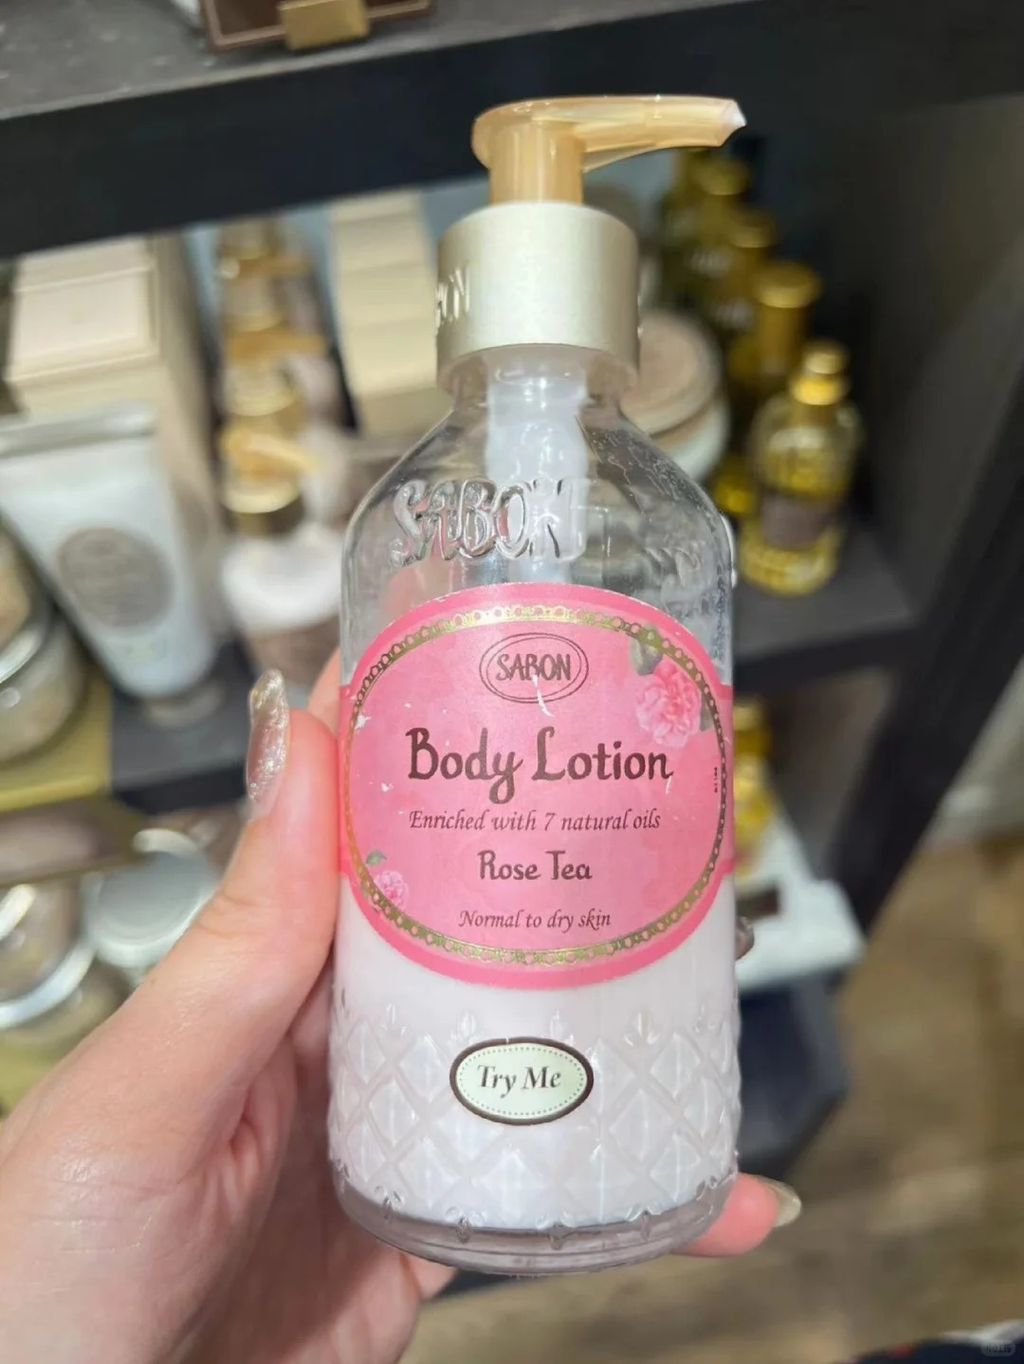 SABON
SABON
Body Lotion
Enriched with 7 natural oils
Rose Tea
Normal to dry skin
Try Me